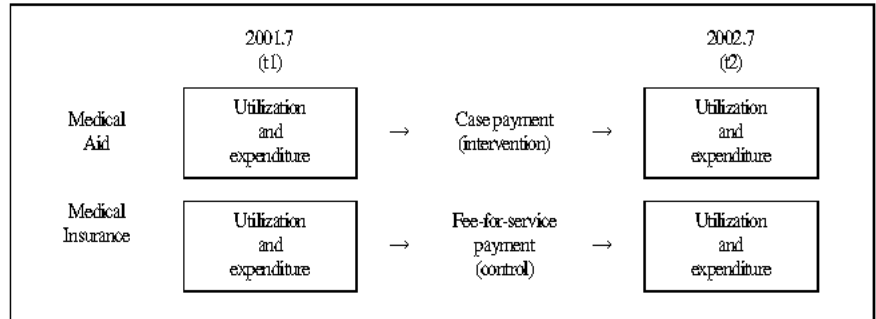 2001.7
(t1)
2002.7
(t2)
Medical
Aid
Utilization
and
expenditure
→
Case payment
(intervention)
→
Utilization
and
expenditure
Medical
Insurance
Utilization
and
expenditure
→
Fee-for-service
payment
(control)
→
Utilization
and
expenditure